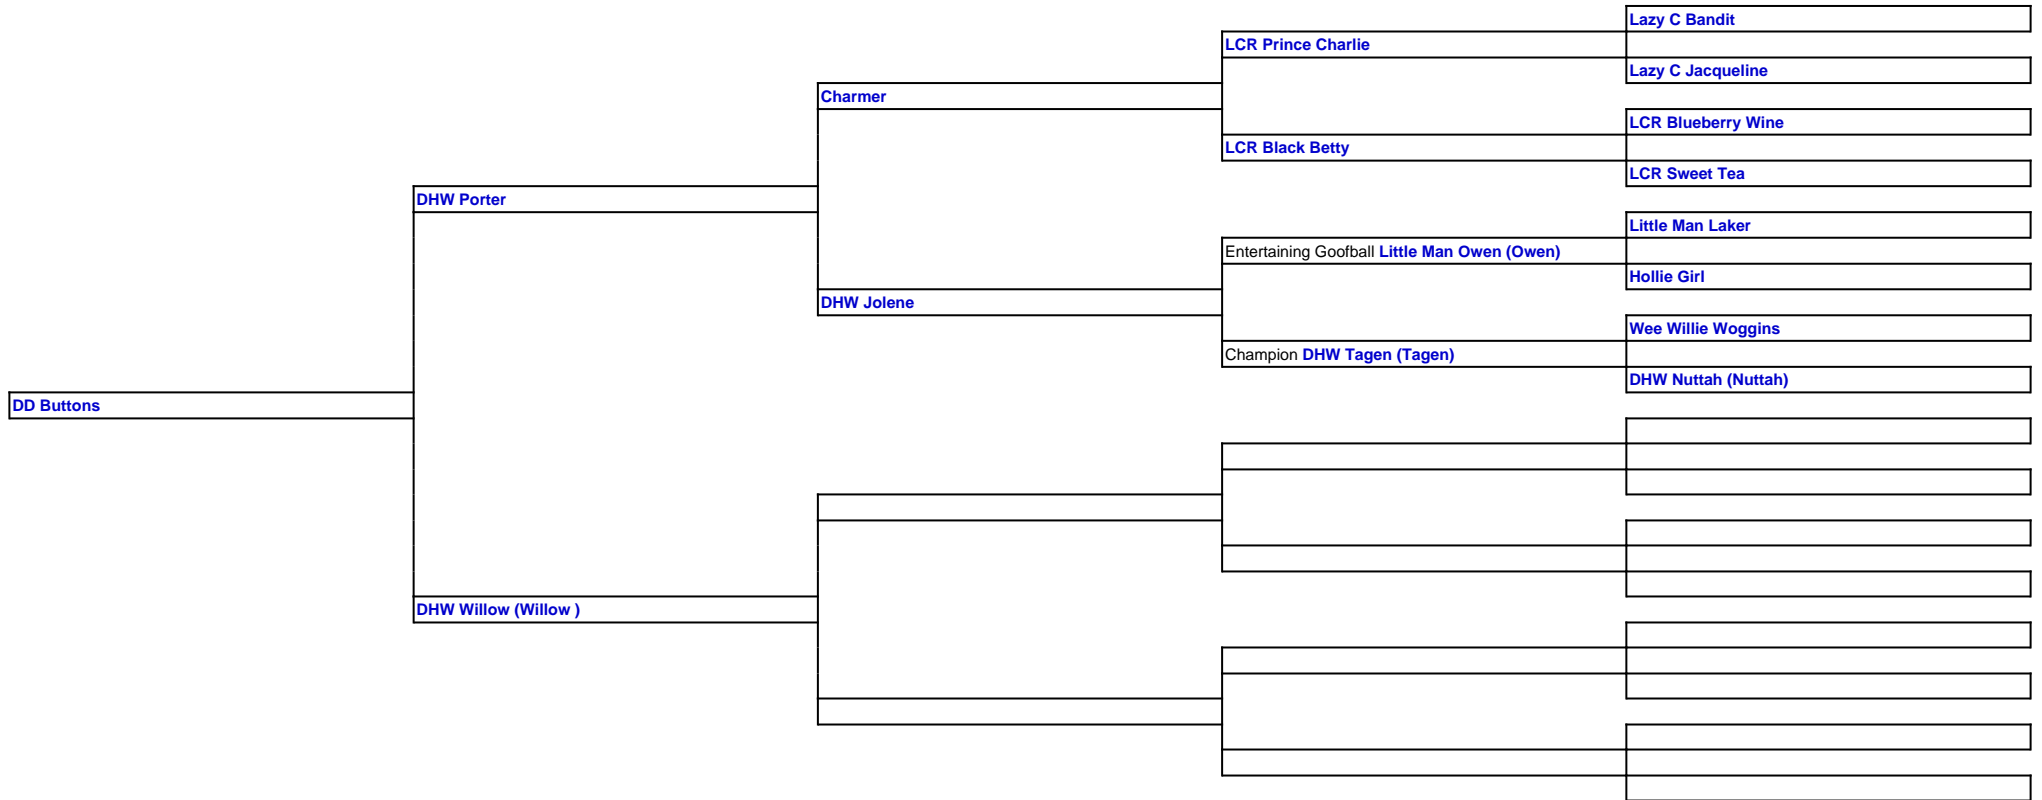 Lazy C Bandit
LCR Prince Charlie
Lazy C Jacqueline
Charmer
LCR Blueberry Wine
LCR Black Betty
LCR Sweet Tea
DHW Porter
Little Man Laker
Entertaining Goofball Little Man Owen (Owen)
Hollie Girl
DHW Jolene
Wee Willie Woggins
Champion DHW Tagen (Tagen)
DHW Nuttah (Nuttah)
DD Buttons
DHW Willow (Willow )